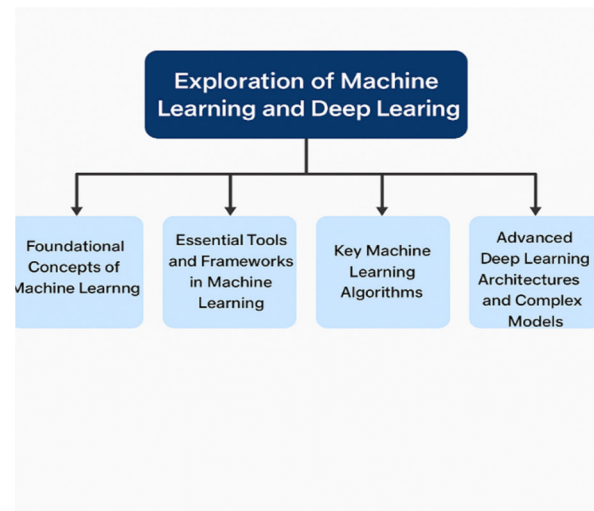 Exploration of Machine
Learning and Deep Learing
Foundational
Concepts of
Machine Learnng
Essential Tools
and Frameworks
in Machine
Learning
Key Machine
Learning
Algorithms
Advanced
Deep Learning
Architectures
and Complex
Models